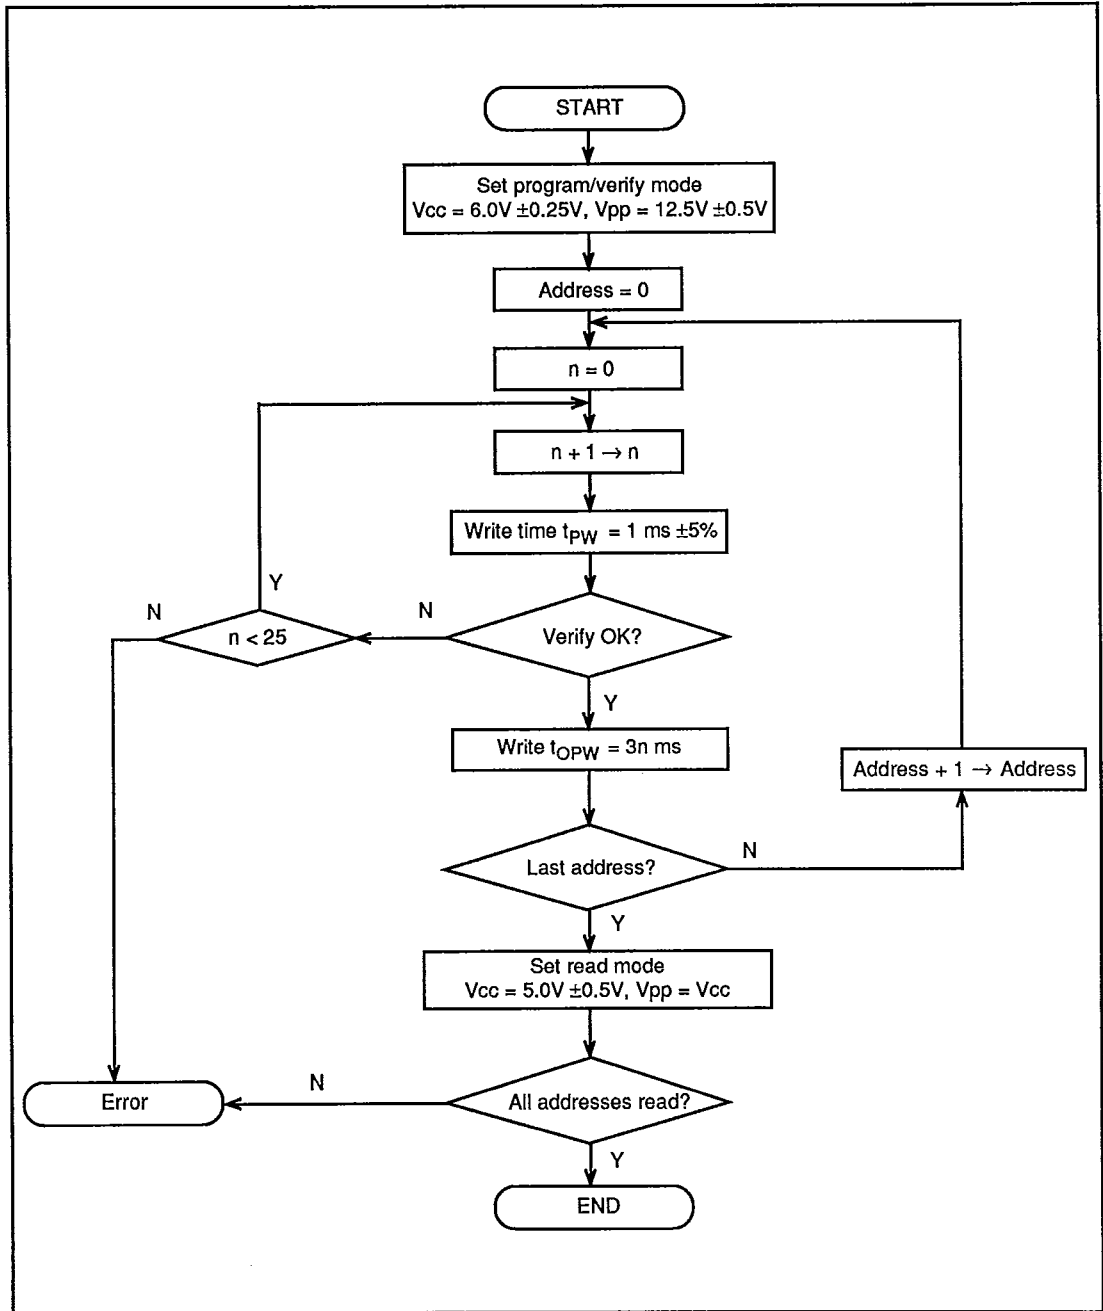 START
Set program/verify mode
Vcc = 6.0V ±0.25V, Vpp = 12.5V ±0.5V
Address = 0
n = 0
n + 1 → n
Write time tPW = 1 ms ±5%
Y
N
n < 25
N
Verify OK?
Y
Write tOPW = 3n ms
Address + 1 → Address
Last address?
N
Y
Set read mode
Vcc = 5.0V ±0.5V, Vpp = Vcc
Error
N
All addresses read?
Y
END